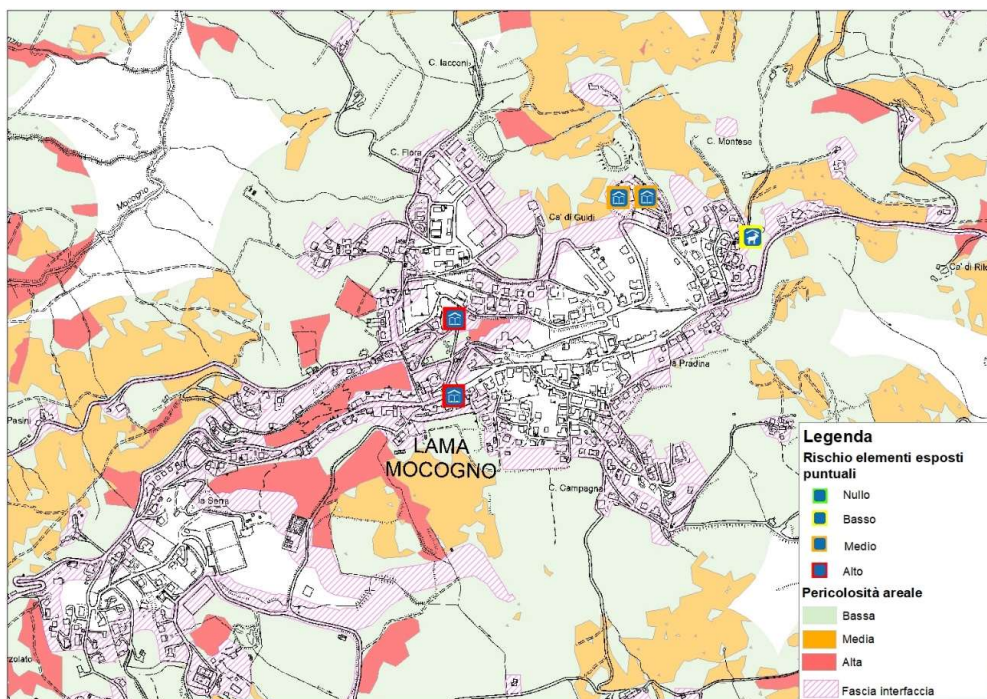 C. Iacconi
C. Flora
C. Montese
Mocogno
Ca' di Guidi
Ca' di Rito
la Pradina
Pasini
LAMA
MOCOGNO
C. Campagna
la Serra
rzolato
Legenda
Rischio elementi esposti
puntuali
Nullo
Basso
Medio
Alto
Pericolosità areale
Bassa
Media
Alta
Fascia interfaccia